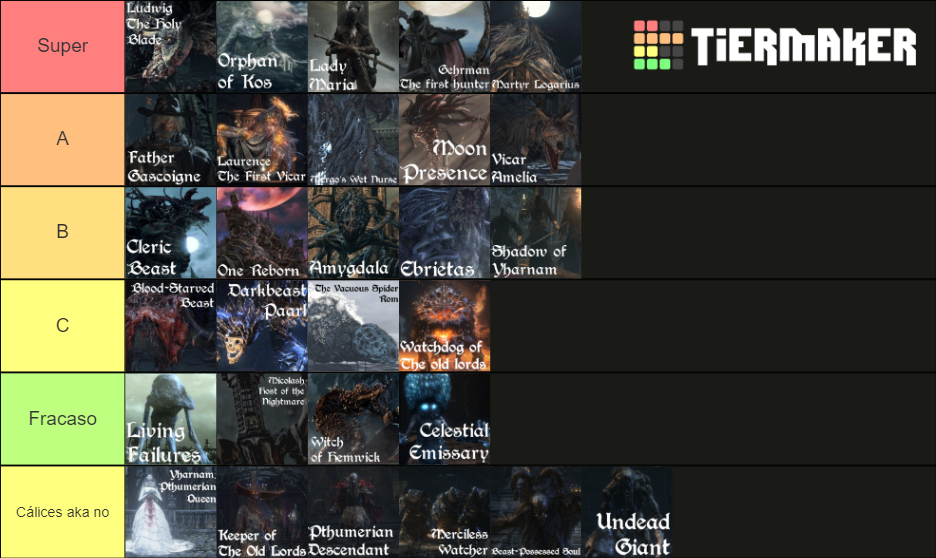 Super
Ludwig
The Holy
Blade
Orphan
of Kos
Lady
Maria
Gehrman
The first hunter
Martyr Logarius
TiERMAKER
A
Father
Gascoigne
Laurence
The First Vicar
Mergo's Wet Nurse
Moon
Presence
Vicar
Amelia
B
Cleric
Beast
One Reborn
Amygdala
Ebrietas
Shadow of
Yharnam
C
Blood-Starved
Beast
Darkbeast
Paarl
The Vacuous Spider
Rom
Watchdog of
The old lords
Fracaso
Living
Failures
Micolash
Host of the
Nightmare
Witch
of Hemwick
Celestial
Emissary
Cálices aka no
Yharnam,
Pthumerian
Queen
Keeper of
The Old Lords
Pthumerian
Descendant
Merciless
Watcher
Beast-Possessed Soul
Undead
Giant